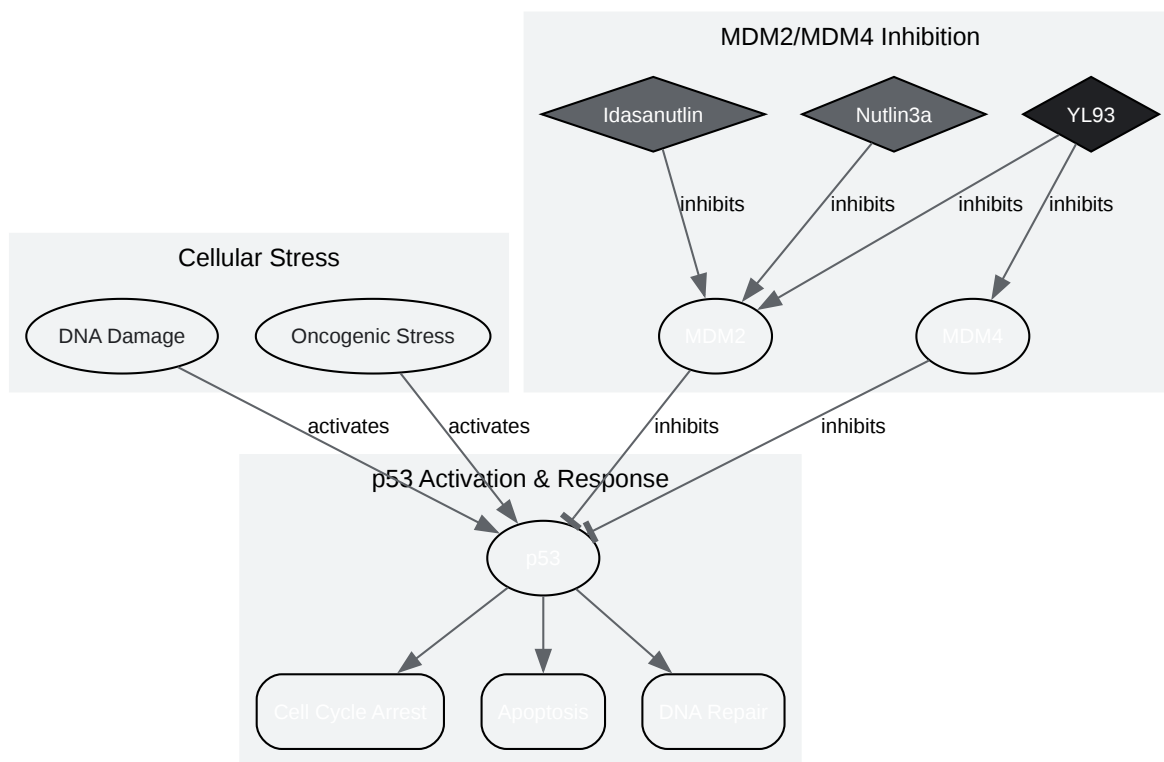 MDM2/MDM4 Inhibition
Idasanutlin
Nutlin3a
YL93
inhibits
inhibits
inhibits
inhibits
Cellular Stress
DNA Damage
Oncogenic Stress
MDM2
MDM4
activates
activates
inhibits
inhibits
p53 Activation & Response
p53
Cell Cycle Arrest
Apoptosis
DNA Repair